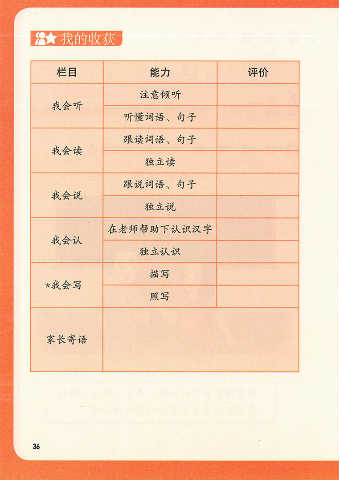 我的收获
栏目 能力 评价
我会听 注意倾听
听懂词语、句子
我会读 跟读词语、句子
独立读
我会说 跟说词语、句子
独立说
我会认 在老师帮助下认识汉字
独立认识
*我会写 描写
照写
家长寄语
36